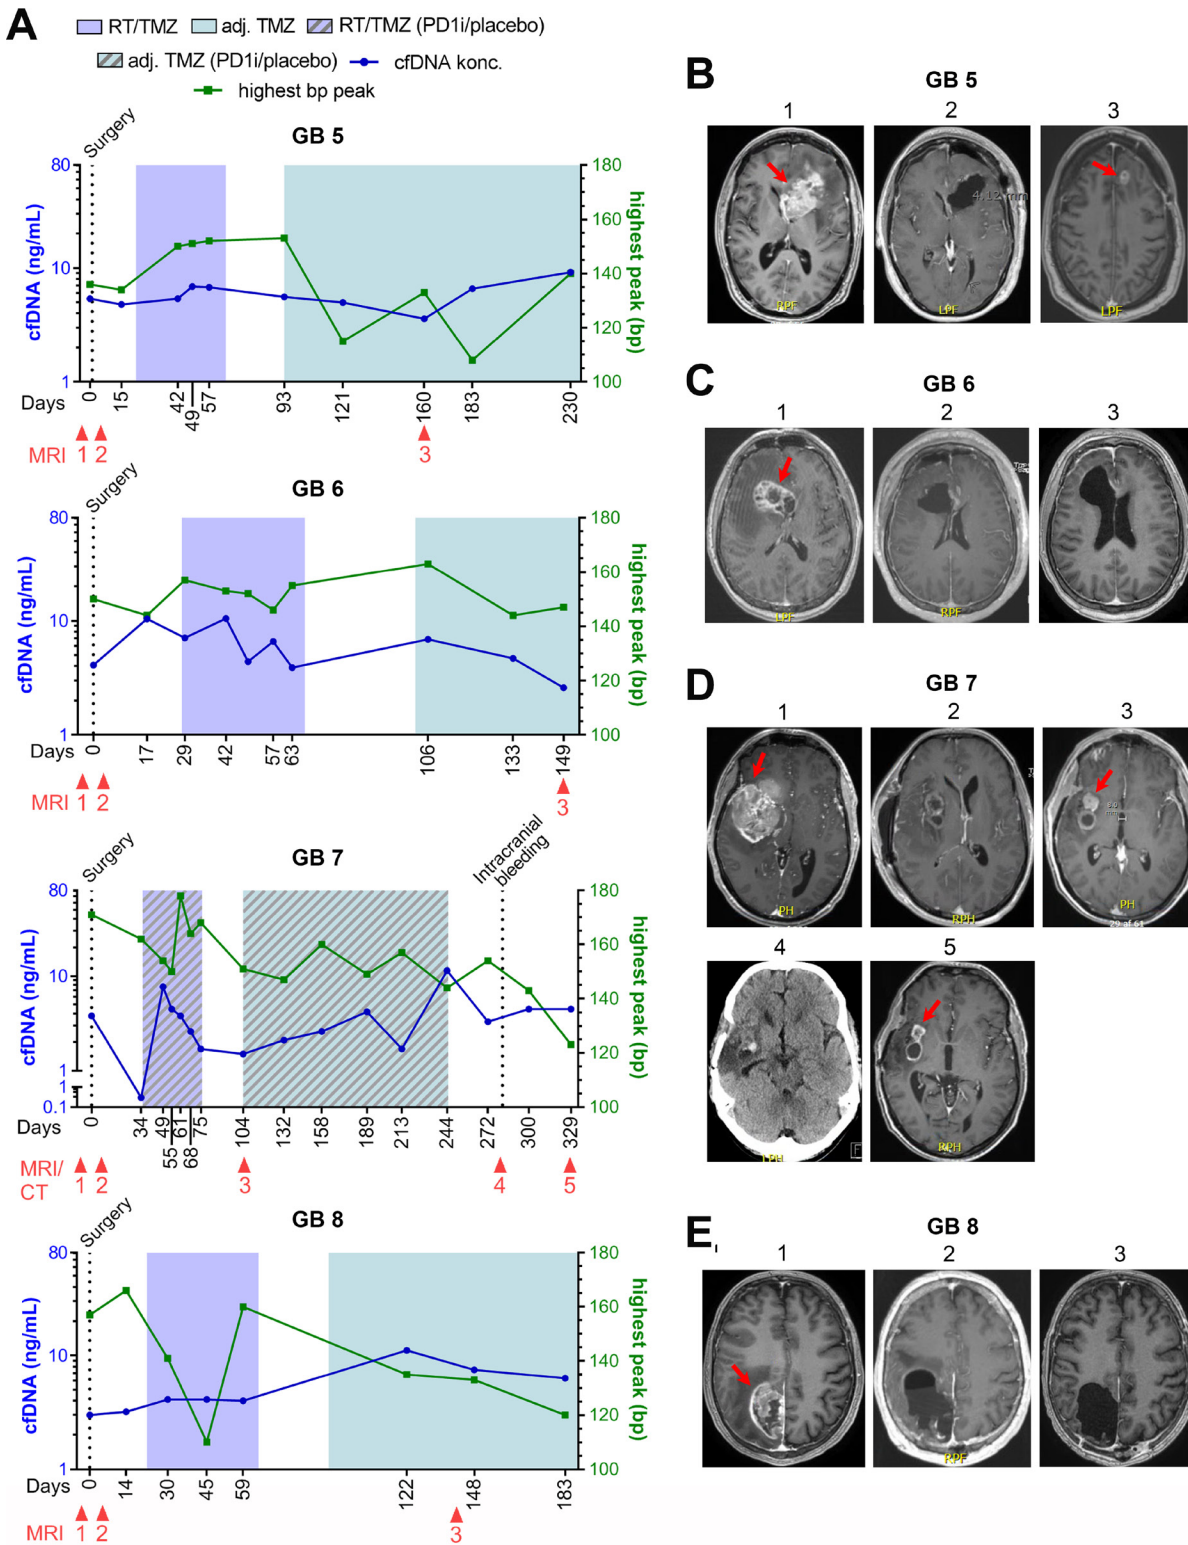 A
RT/TMZ adj. TMZ RT/TMZ (PD1i/placebo)
adj. TMZ (PD1i/placebo) cfDNA konc.
highest bp peak
Surgery
GB 5
80
10
1
cfDNA (ng/mL)
180
160
140
120
100
highest peak (bp)
Days 0 15 42 49 57 93 121 160 183 230
MRI 1 2 3
Surgery
GB 6
80
10
1
cfDNA (ng/mL)
180
160
140
120
100
highest peak (bp)
Days 0 17 29 42 57 63 106 133 149
MRI 1 2 3
Surgery
GB 7
Intracranial
bleeding
80
10
1
1
0.1
cfDNA (ng/mL)
180
160
140
120
100
highest peak (bp)
Days 0 34 49 55 61 68 75 104 132 158 189 213 244 272 300 329
MRI/
CT
1 2 3 4 5
Surgery
GB 8
80
10
1
cfDNA (ng/mL)
180
160
140
120
100
highest peak (bp)
Days 0 14 30 45 59 122 148 183
MRI 1 2 3
B
GB 5
1 2 3
4.12 mm
RPF LPF LPF
C
GB 6
1 2 3
LPF RPF
D
GB 7
1 2 3
PH RPH PH
29 of 61
4 5
LPH RPH
F
E
GB 8
1 2 3
RPF